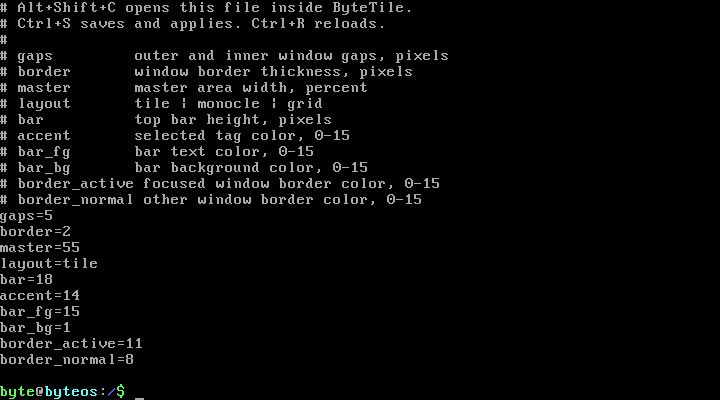 # Alt+Shift+C opens this file inside ByteTile.
# Ctrl+S saves and applies. Ctrl+R reloads.
#
# gaps          outer and inner window gaps, pixels
# border        window border thickness, pixels
# master        master area width, percent
# layout        tile | monocle | grid
# bar           top bar height, pixels
# accent        selected tag color, 0-15
# bar_fg        bar text color, 0-15
# bar_bg        bar background color, 0-15
# border_active focused window border color, 0-15
# border_normal other window border color, 0-15
gaps=5
border=2
master=55
layout=tile
bar=18
accent=14
bar_fg=15
bar_bg=1
border_active=11
border_normal=8
byte@byteos:/$ _